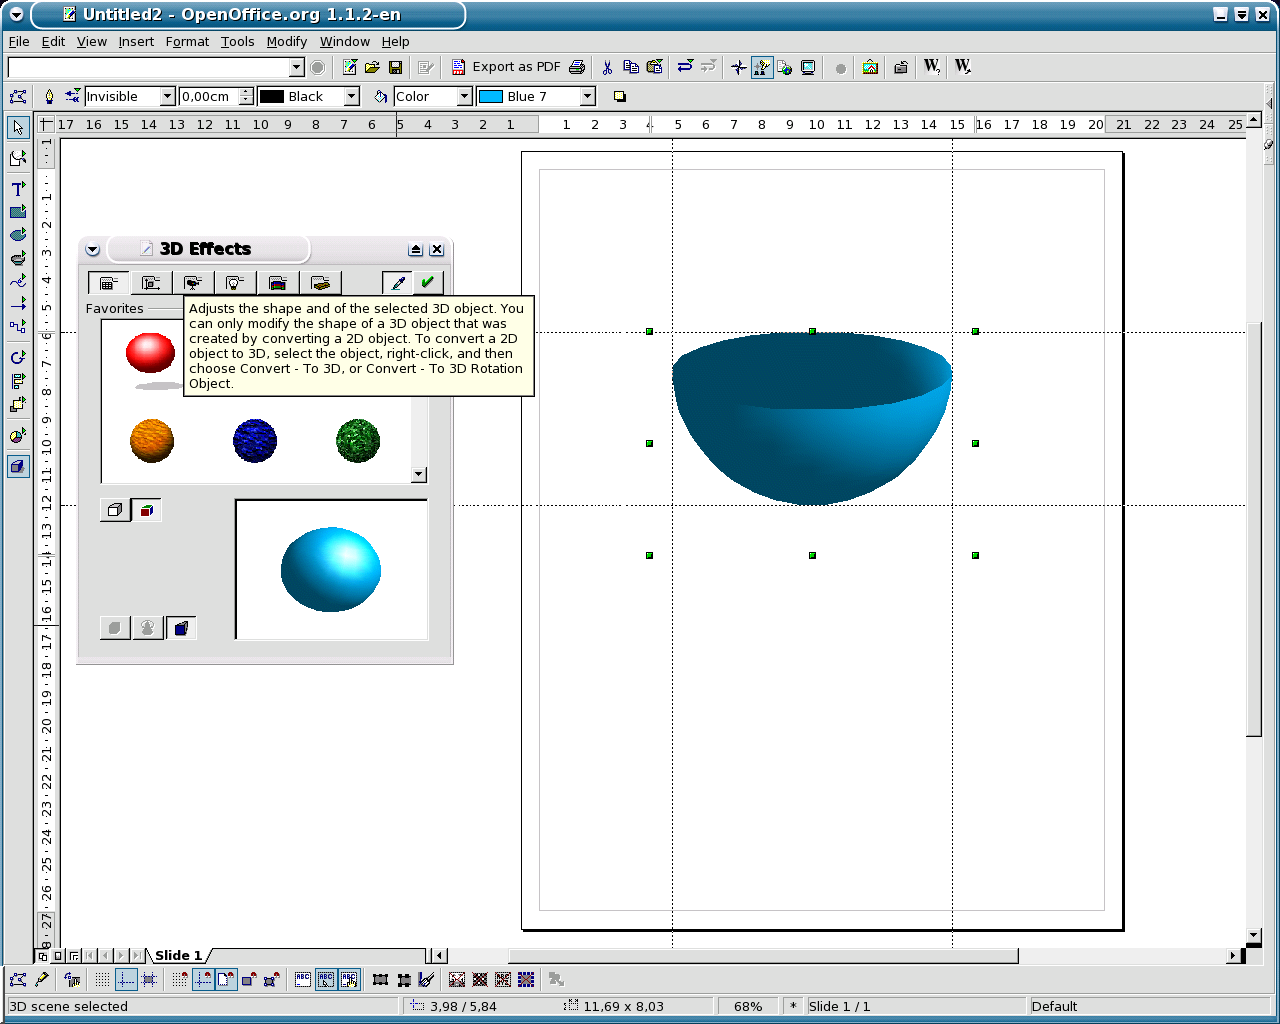 Untitled2 - OpenOffice.org 1.1.2-en
File Edit View Insert Format Tools Modify Window Help
Export as PDF
Invisible 0,00cm Black Color Blue 7
17 16 15 14 13 12 11 10 9 8 7 6 5 4 3 2 1 1 2 3 4 5 6 7 8 9 10 11 12 13 14 15 16 17 18 19 20 21 22 23 24 25
1
1
2
3
4
5
6
7
8
9
10
11
12
13
14
15
16
17
18
19
20
21
22
23
24
25
26
27
3D Effects
Favorites
Adjusts the shape and of the selected 3D object. You
can only modify the shape of a 3D object that was
created by converting a 2D object. To convert a 2D
object to 3D, select the object, right-click, and then
choose Convert - To 3D, or Convert - To 3D Rotation
Object.
Slide 1
3D scene selected 3,98 / 5,84 11,69 x 8,03 68% * Slide 1 / 1 Default